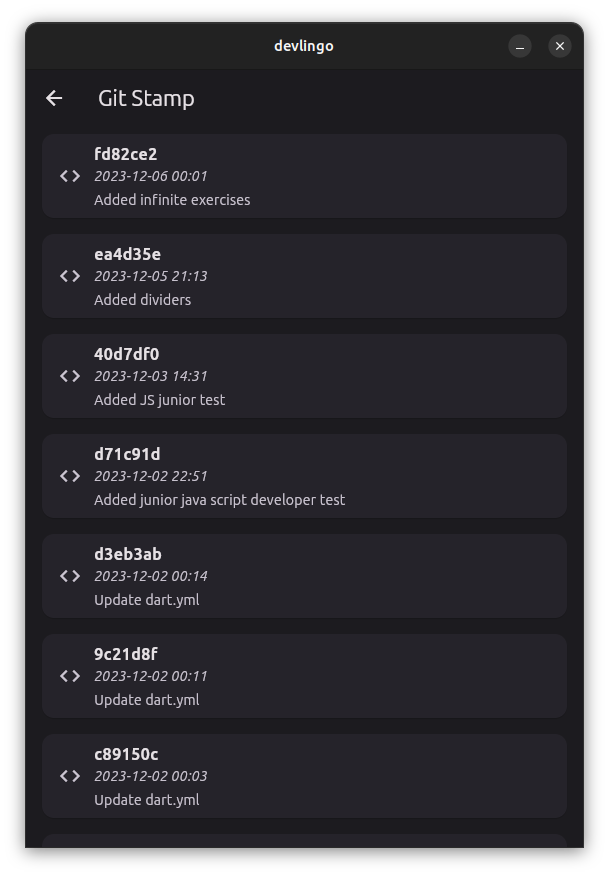 devlingo
Git Stamp
fd82ce2
2023-12-06 00:01
Added infinite exercises
ea4d35e
2023-12-05 21:13
Added dividers
40d7df0
2023-12-03 14:31
Added JS junior test
d71c91d
2023-12-02 22:51
Added junior java script developer test
d3eb3ab
2023-12-02 00:14
Update dart.yml
9c21d8f
2023-12-02 00:11
Update dart.yml
c89150c
2023-12-02 00:03
Update dart.yml